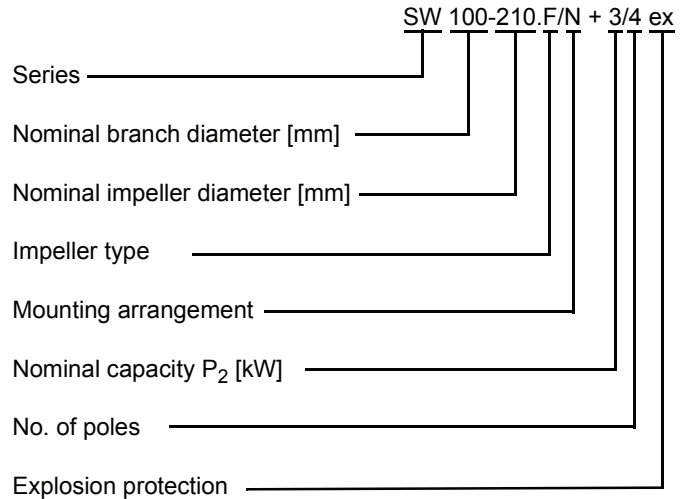 SW 100-210.F/N + 3/4 ex
Series
Nominal branch diameter [mm]
Nominal impeller diameter [mm]
Impeller type
Mounting arrangement
Nominal capacity P2 [kW]
No. of poles
Explosion protection